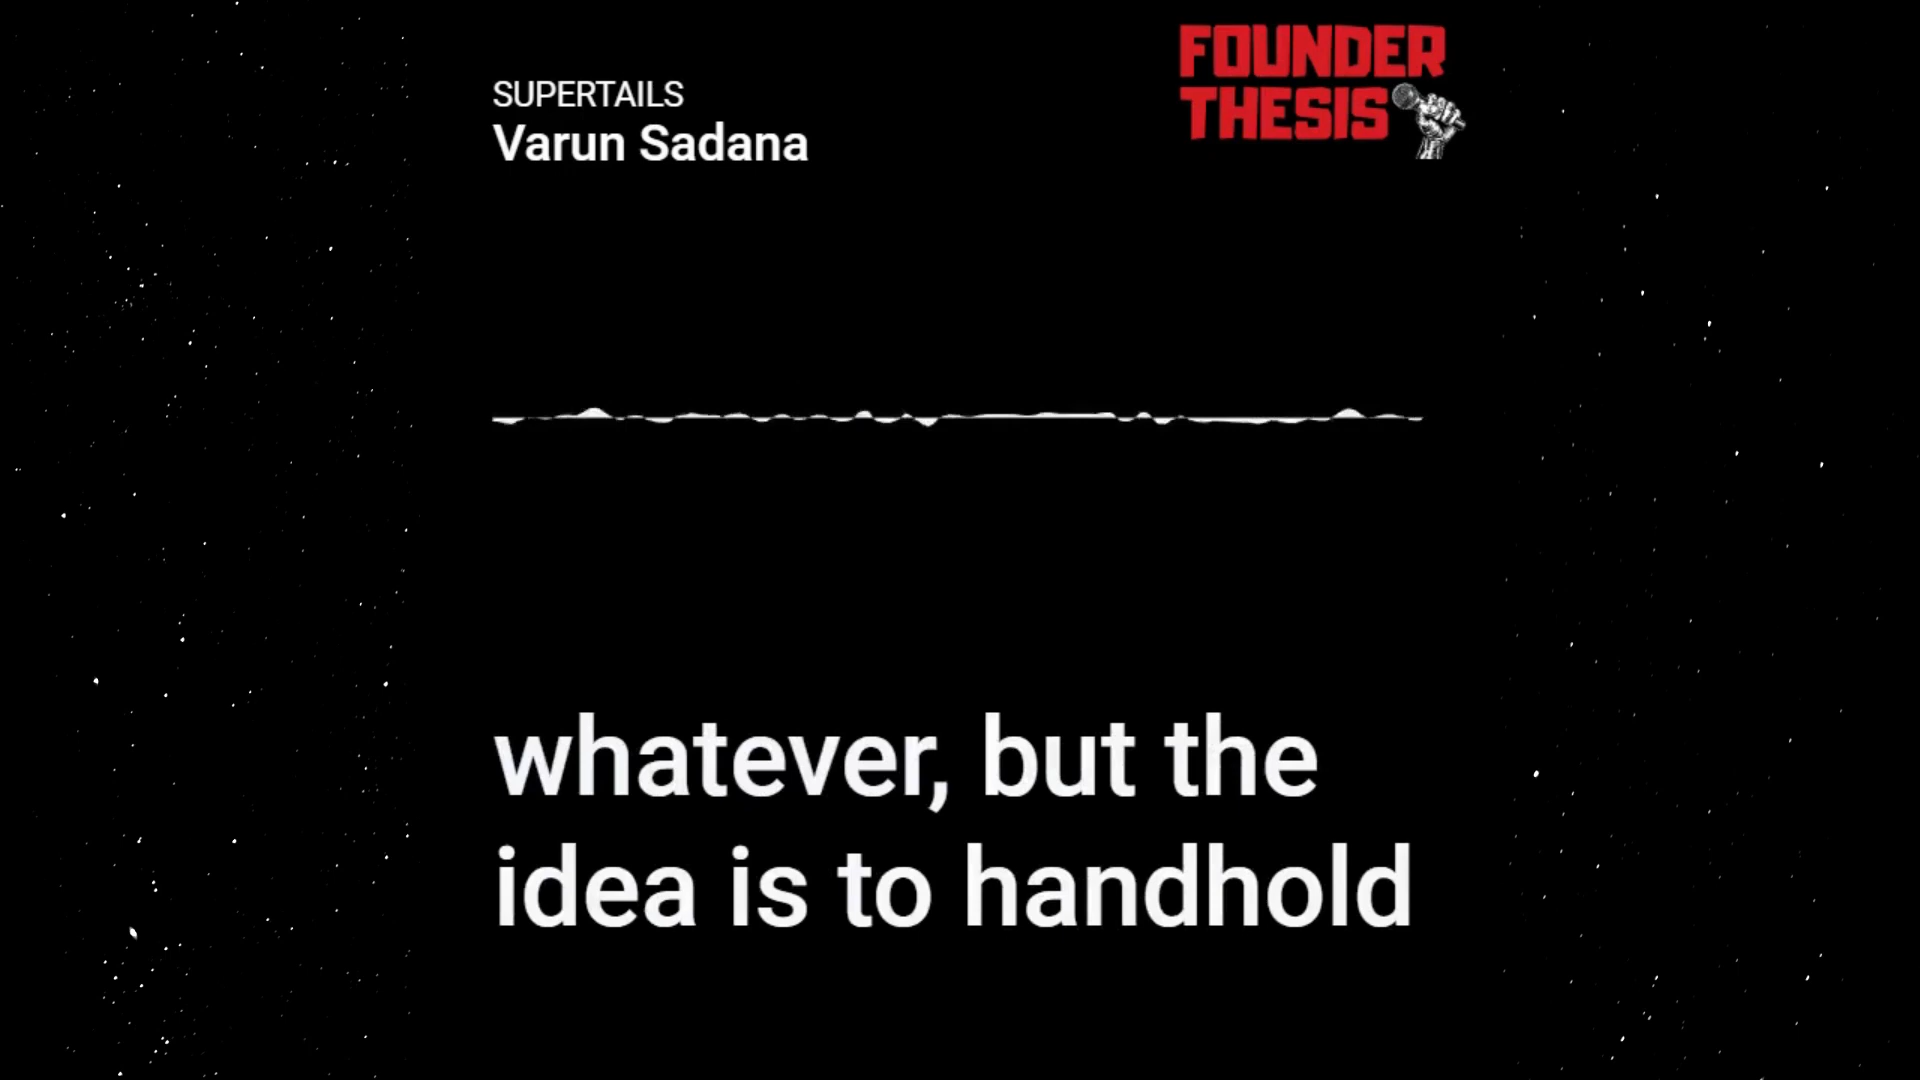 SUPERTAILS
Varun Sadana
FOUNDER
THESIS
whatever, but the
idea is to handhold